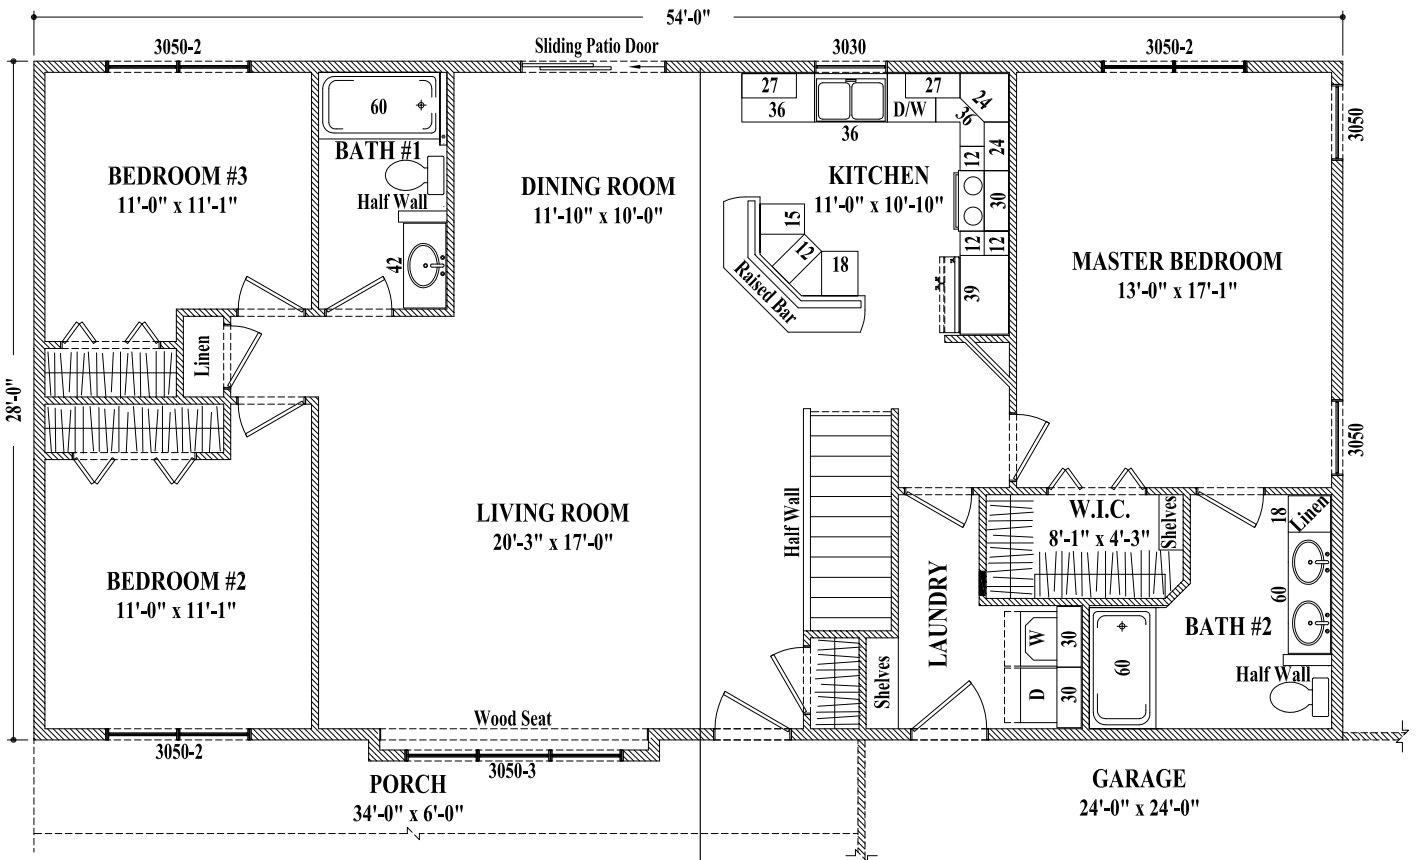 54'-0"
3050-2
Sliding Patio Door
3030
3050-2
27
36
36
D/W
27
24
36
60
BATH #1
BEDROOM #3
11'-0" x 11'-1"
Half Wall
42
DINING ROOM
11'-10" x 10'-0"
KITCHEN
11'-0" x 10'-10"
12
24
30
12
12
39
15
12
18
Raised Bar
3050
MASTER BEDROOM
13'-0" x 17'-1"
3050
28'-0"
Linen
LIVING ROOM
20'-3" x 17'-0"
Half Wall
W.I.C.
8'-1" x 4'-3"
Shelves
18
Linen
60
BEDROOM #2
11'-0" x 11'-1"
LAUNDRY
W
30
D
30
60
BATH #2
Half Wall
Shelves
Wood Seat
3050-2
3050-3
PORCH
34'-0" x 6'-0"
GARAGE
24'-0" x 24'-0"